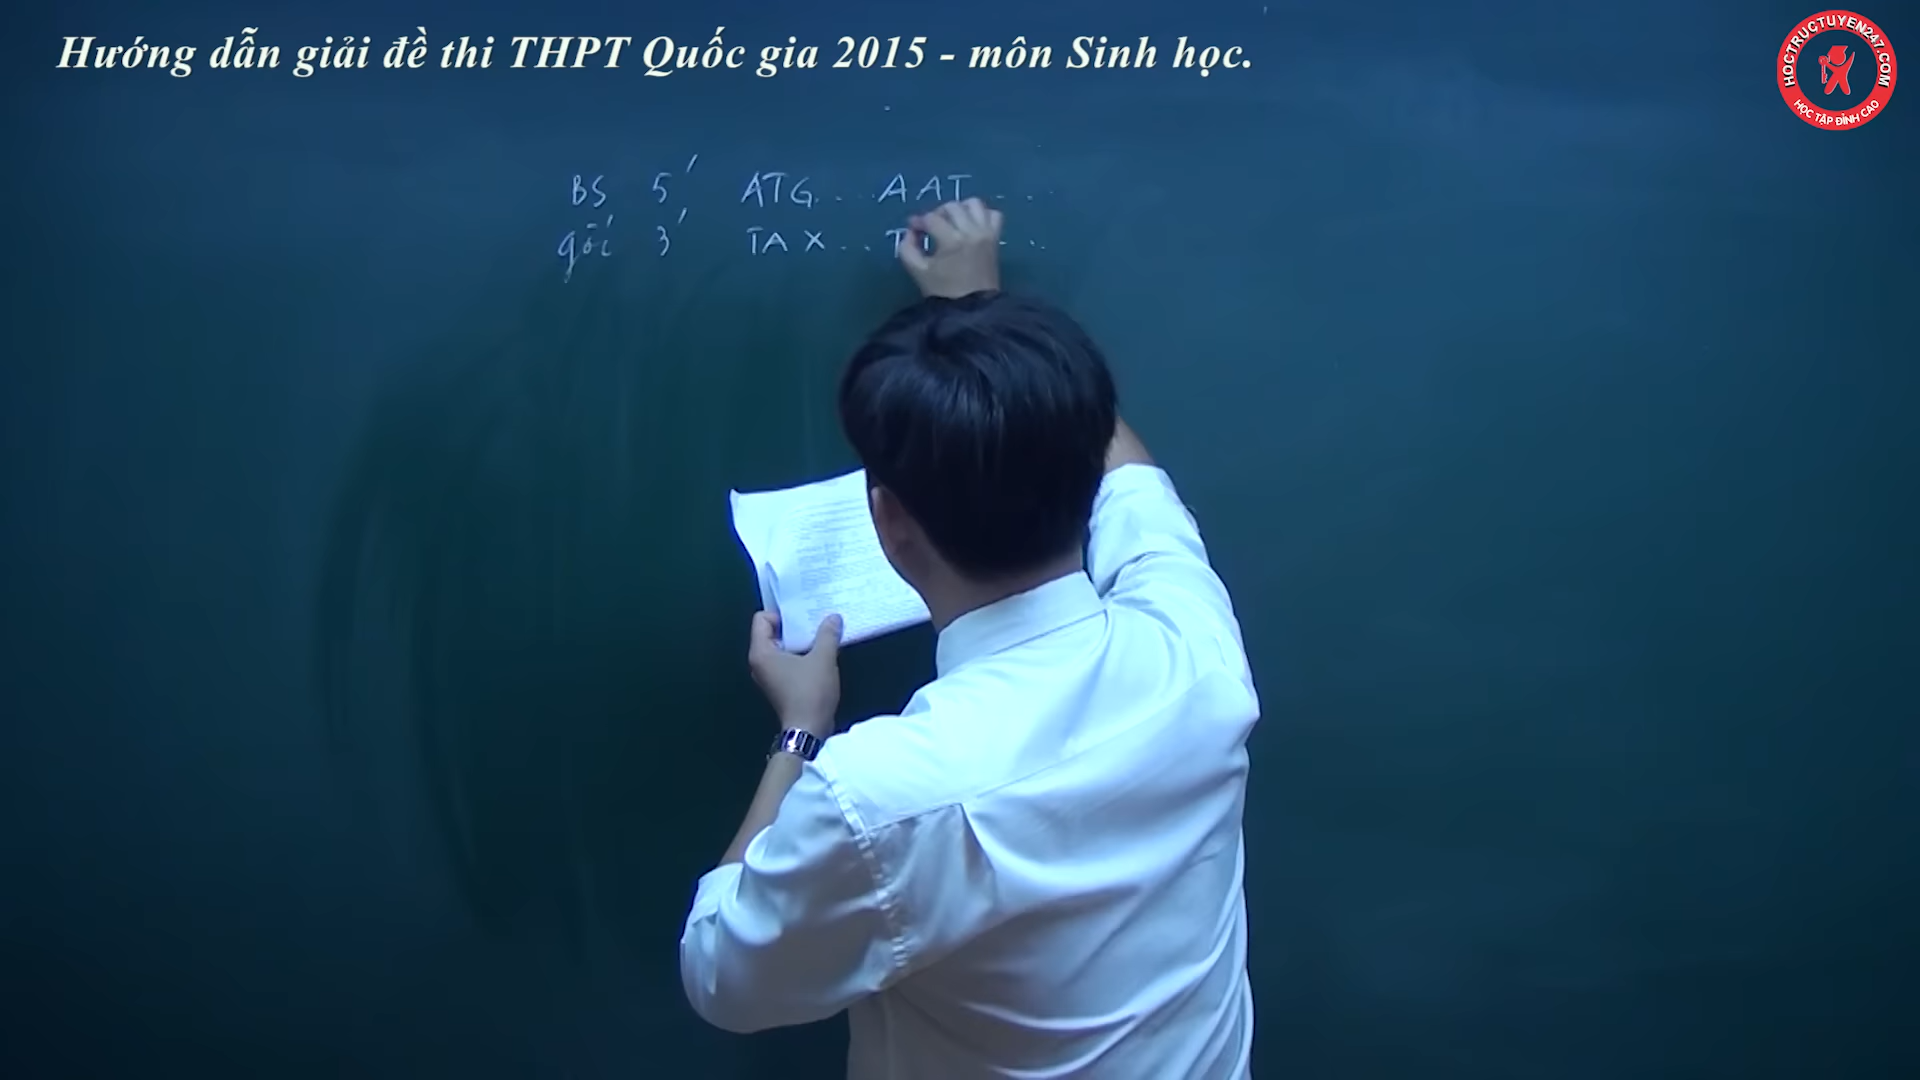 Hướng dẫn giải đề thi THPT Quốc gia 2015 - môn Sinh học.
HOCTRUCTUYEN247.COM
HỌC TẬP ĐỈNH CAO
BS 5' ATG... AAT...
gốc 3' TAX... T